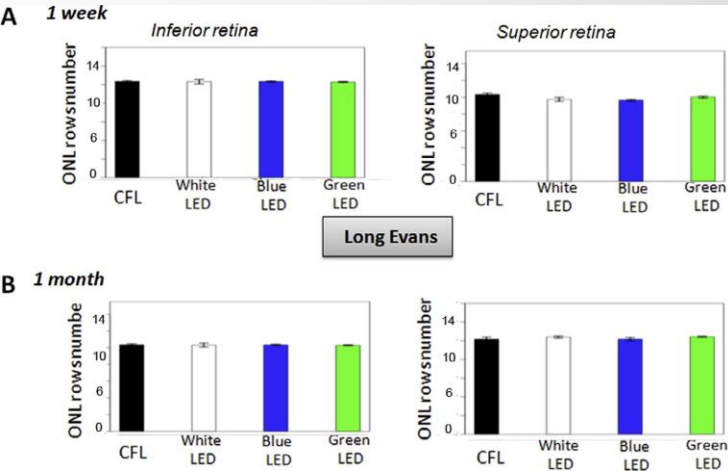 A 1 week
Inferior retina
Superior retina
ONL rowsnumber
14
10
6
0
CFL
White LED
Blue LED
Green LED
ONL rowsnumber
14
10
6
0
CFL
White LED
Blue LED
Green LED
Long Evans
B 1 month
ONL rowsnumbe
14
10
6
0
CFL
White LED
Blue LED
Green LED
ONL rowsnumber
14
10
6
0
CFL
White LED
Blue LED
Green LED